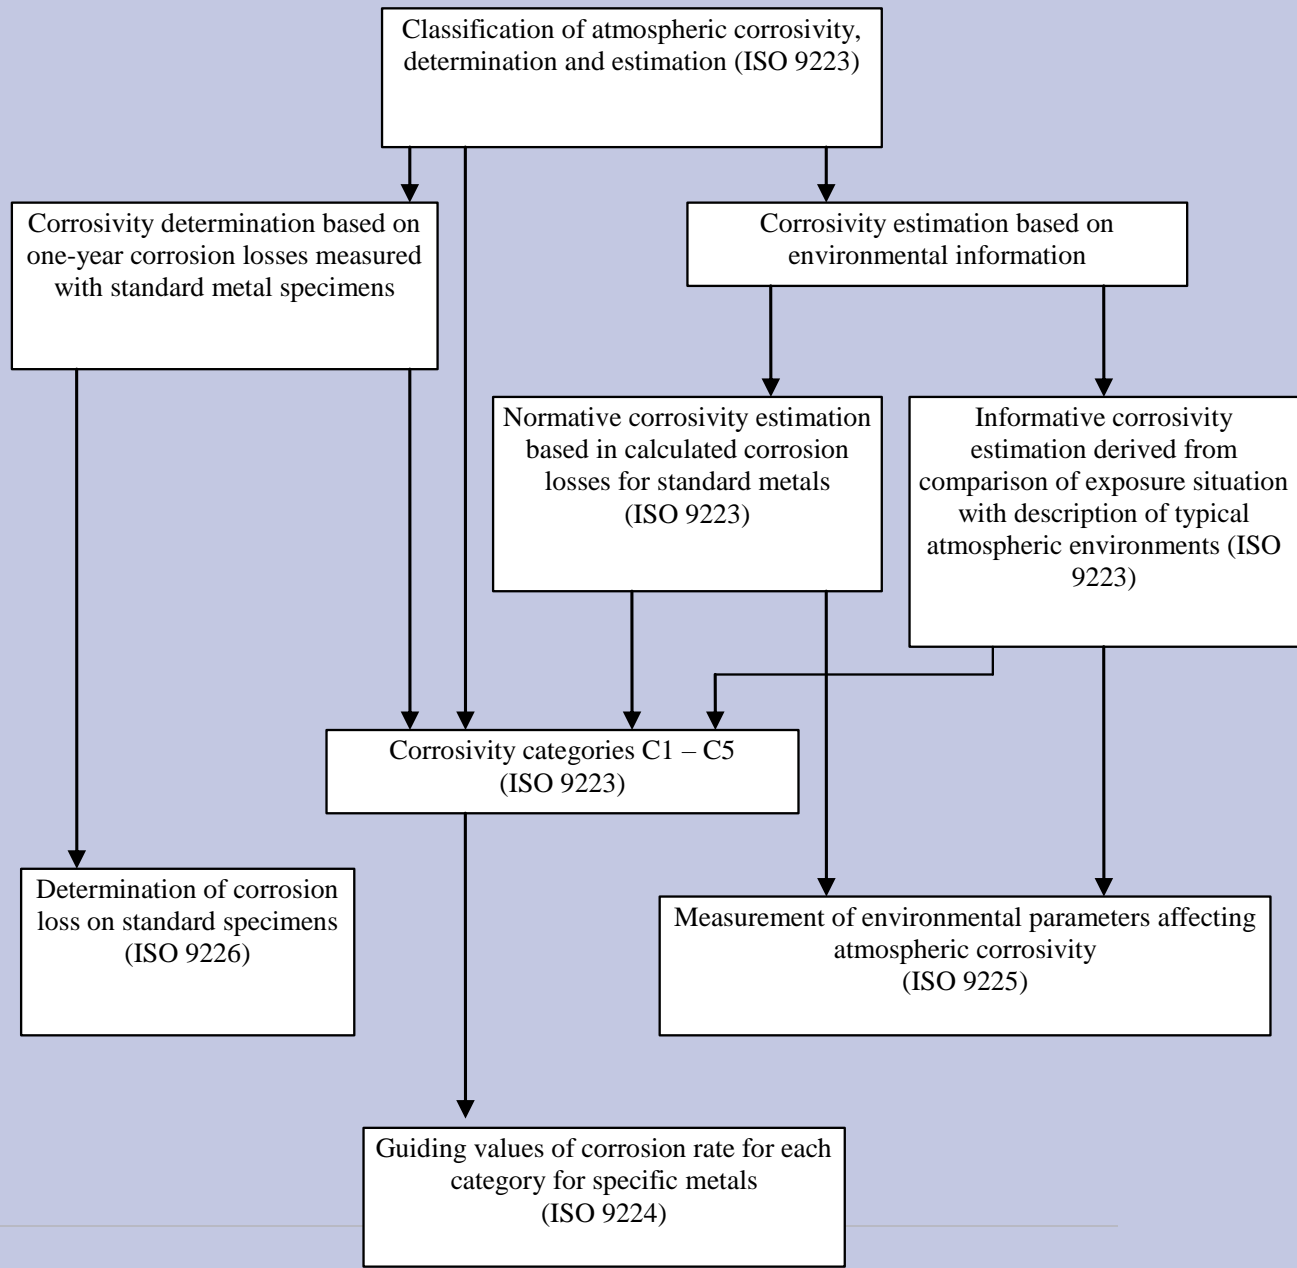 Classification of atmospheric corrosivity,
determination and estimation (ISO 9223)
Corrosivity determination based on
one-year corrosion losses measured
with standard metal specimens
Corrosivity estimation based on
environmental information
Normative corrosivity estimation
based in calculated corrosion
losses for standard metals
(ISO 9223)
Informative corrosivity
estimation derived from
comparison of exposure situation
with description of typical
atmospheric environments (ISO
9223)
Corrosivity categories C1 – C5
(ISO 9223)
Determination of corrosion
loss on standard specimens
(ISO 9226)
Measurement of environmental parameters affecting
atmospheric corrosivity
(ISO 9225)
Guiding values of corrosion rate for each
category for specific metals
(ISO 9224)